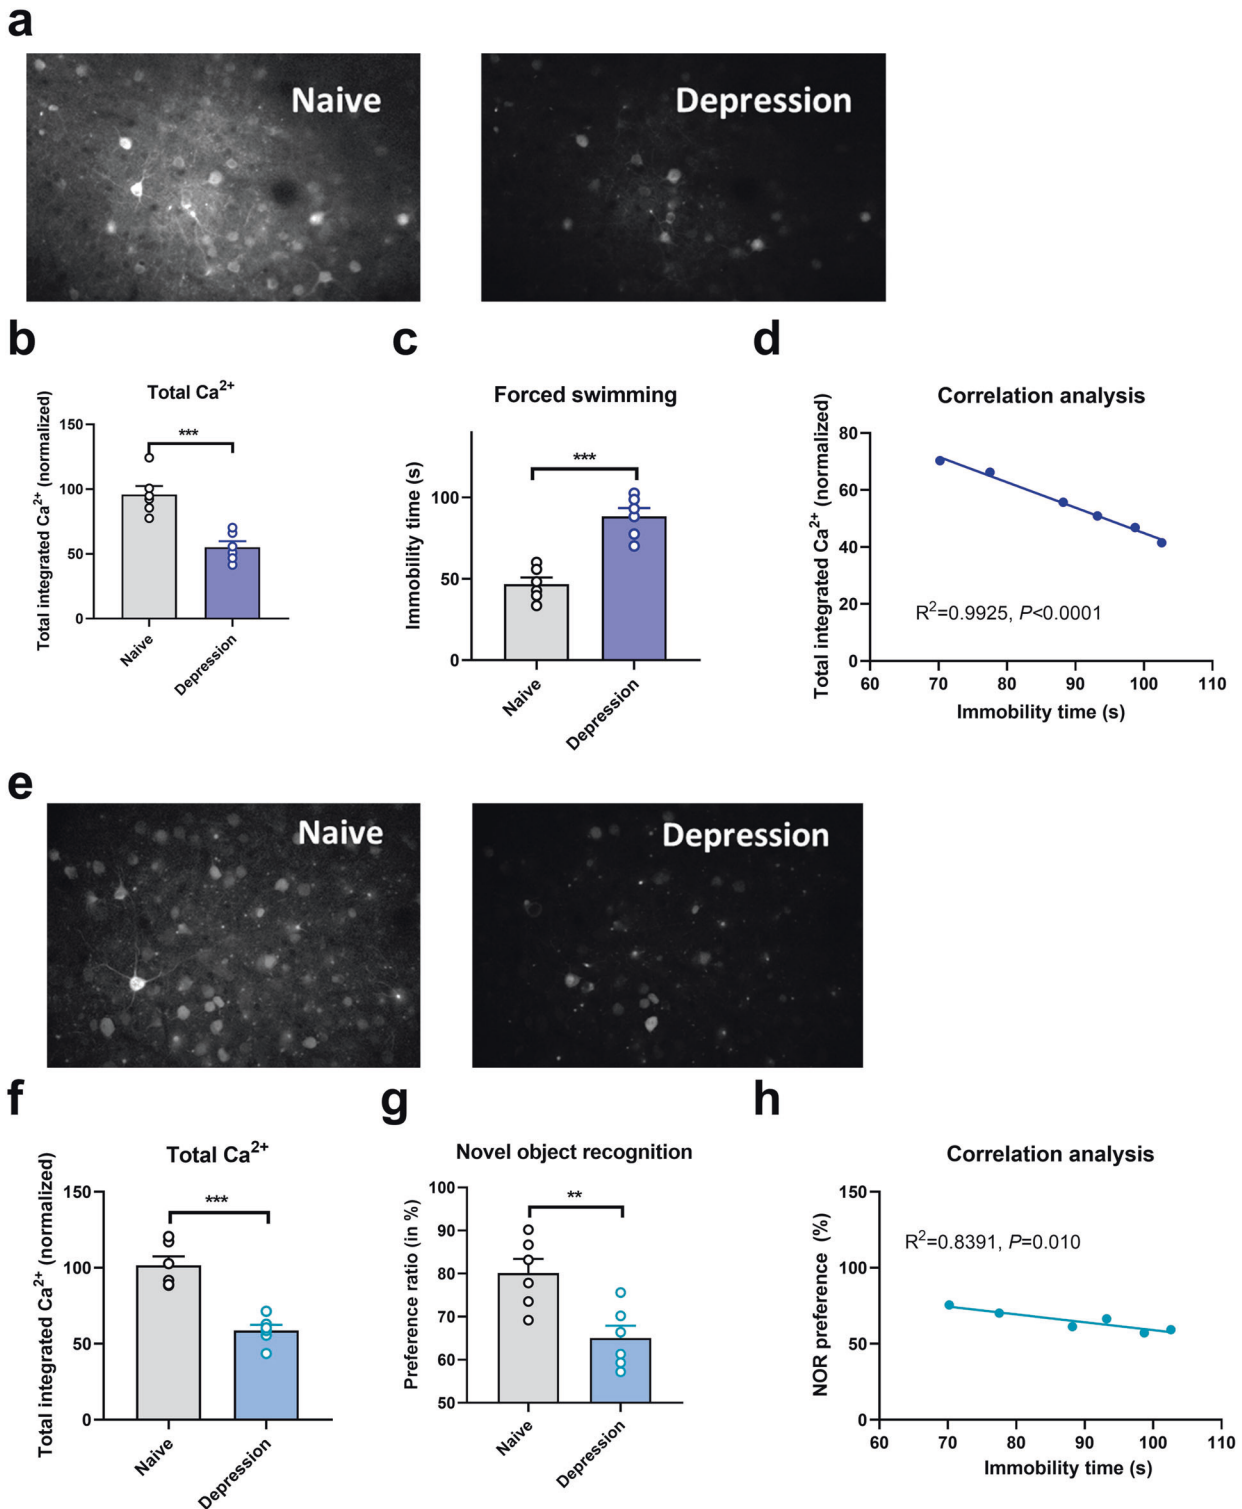 a
Naive
Depression
b
c
d
Total Ca2+
Total integrated Ca2+ (normalized)
150
100
50
0
***
Naive
Depression
Forced swimming
Immobility time (s)
100
50
0
***
Naive
Depression
Correlation analysis
Total integrated Ca2+ (normalized)
80
60
40
20
0
R2=0.9925, P<0.0001
60 70 80 90 100 110
Immobility time (s)
e
Naive
Depression
f
g
h
Total Ca2+
Total integrated Ca2+ (normalized)
150
100
50
0
***
Naive
Depression
Novel object recognition
Preference ratio (in %)
100
90
80
70
60
50
**
Naive
Depression
Correlation analysis
NOR preference (%)
150
100
50
0
R2=0.8391, P=0.010
60 70 80 90 100 110
Immobility time (s)